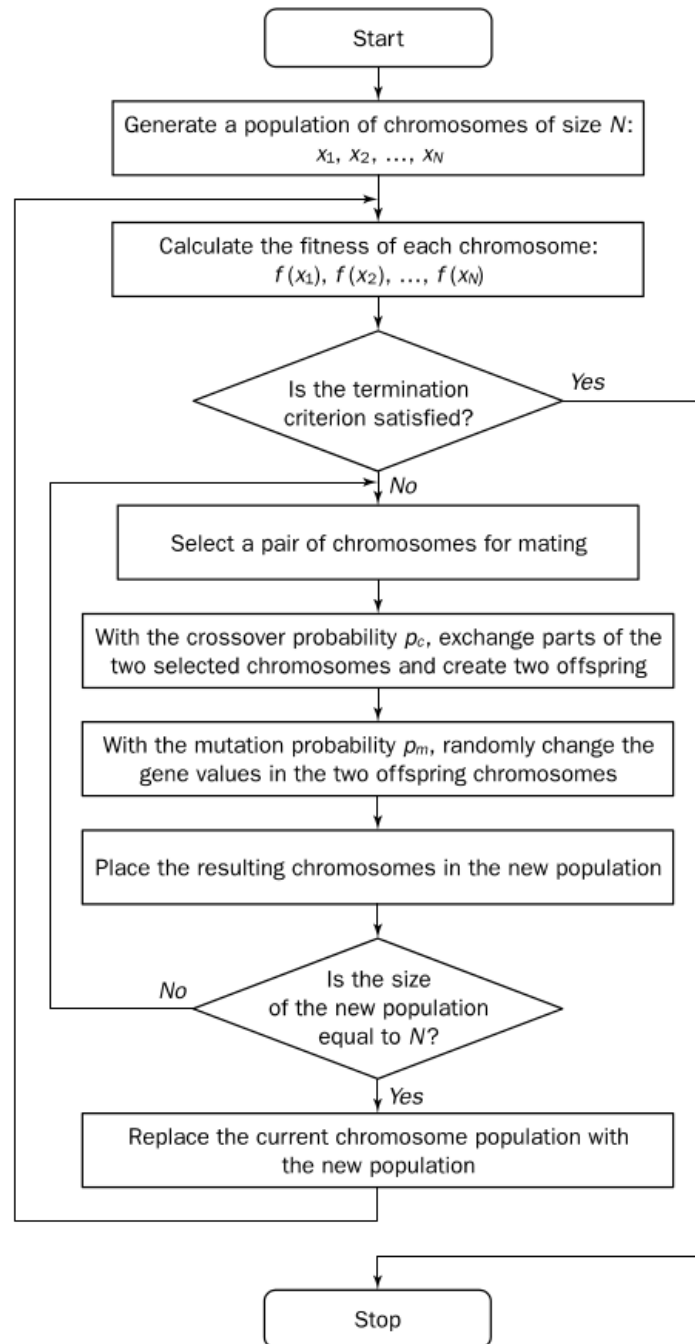 Start
Generate a population of chromosomes of size N:
x₁, x₂, ..., x_N
Calculate the fitness of each chromosome:
f (x₁), f (x₂), ..., f (x_N)
Is the termination
criterion satisfied?
Yes
No
Select a pair of chromosomes for mating
With the crossover probability p_c, exchange parts of the
two selected chromosomes and create two offspring
With the mutation probability p_m, randomly change the
gene values in the two offspring chromosomes
Place the resulting chromosomes in the new population
No
Is the size
of the new population
equal to N?
Yes
Replace the current chromosome population with
the new population
Stop